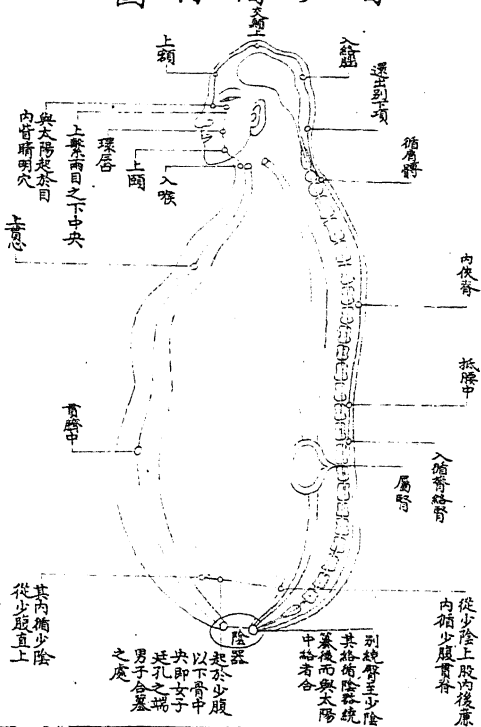 交顛上
上額
入絡腦
還出別下項
循肩髆
與太陽起於目
內眥睛明穴
上繫兩目之下中央
環唇
上頤
入喉
上貫心
內俠脊
抵腰中
貫臍中
入循膂絡腎
屬腎
從少陰上股內後廉
內循少腹貫脊
別繞臀至少陰
其絡循陰器繞
篡後而與太陽
中絡者合
陰器
起於少腹
以下骨中
央即女子
廷孔之端
男子合篡
之處
其內循少陰
從少腹直上